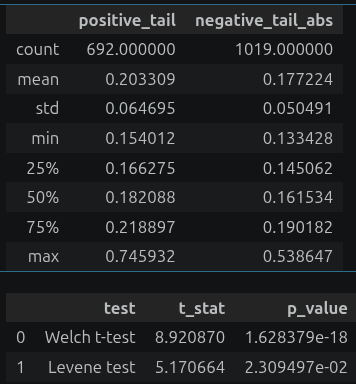 positive_tail negative_tail_abs
count 692.000000 1019.000000
mean 0.203309 0.177224
std 0.064695 0.050491
min 0.154012 0.133428
25% 0.166275 0.145062
50% 0.182088 0.161534
75% 0.218897 0.190182
max 0.745932 0.538647
test t_stat p_value
0 Welch t-test 8.920870 1.628379e-18
1 Levene test 5.170664 2.309497e-02